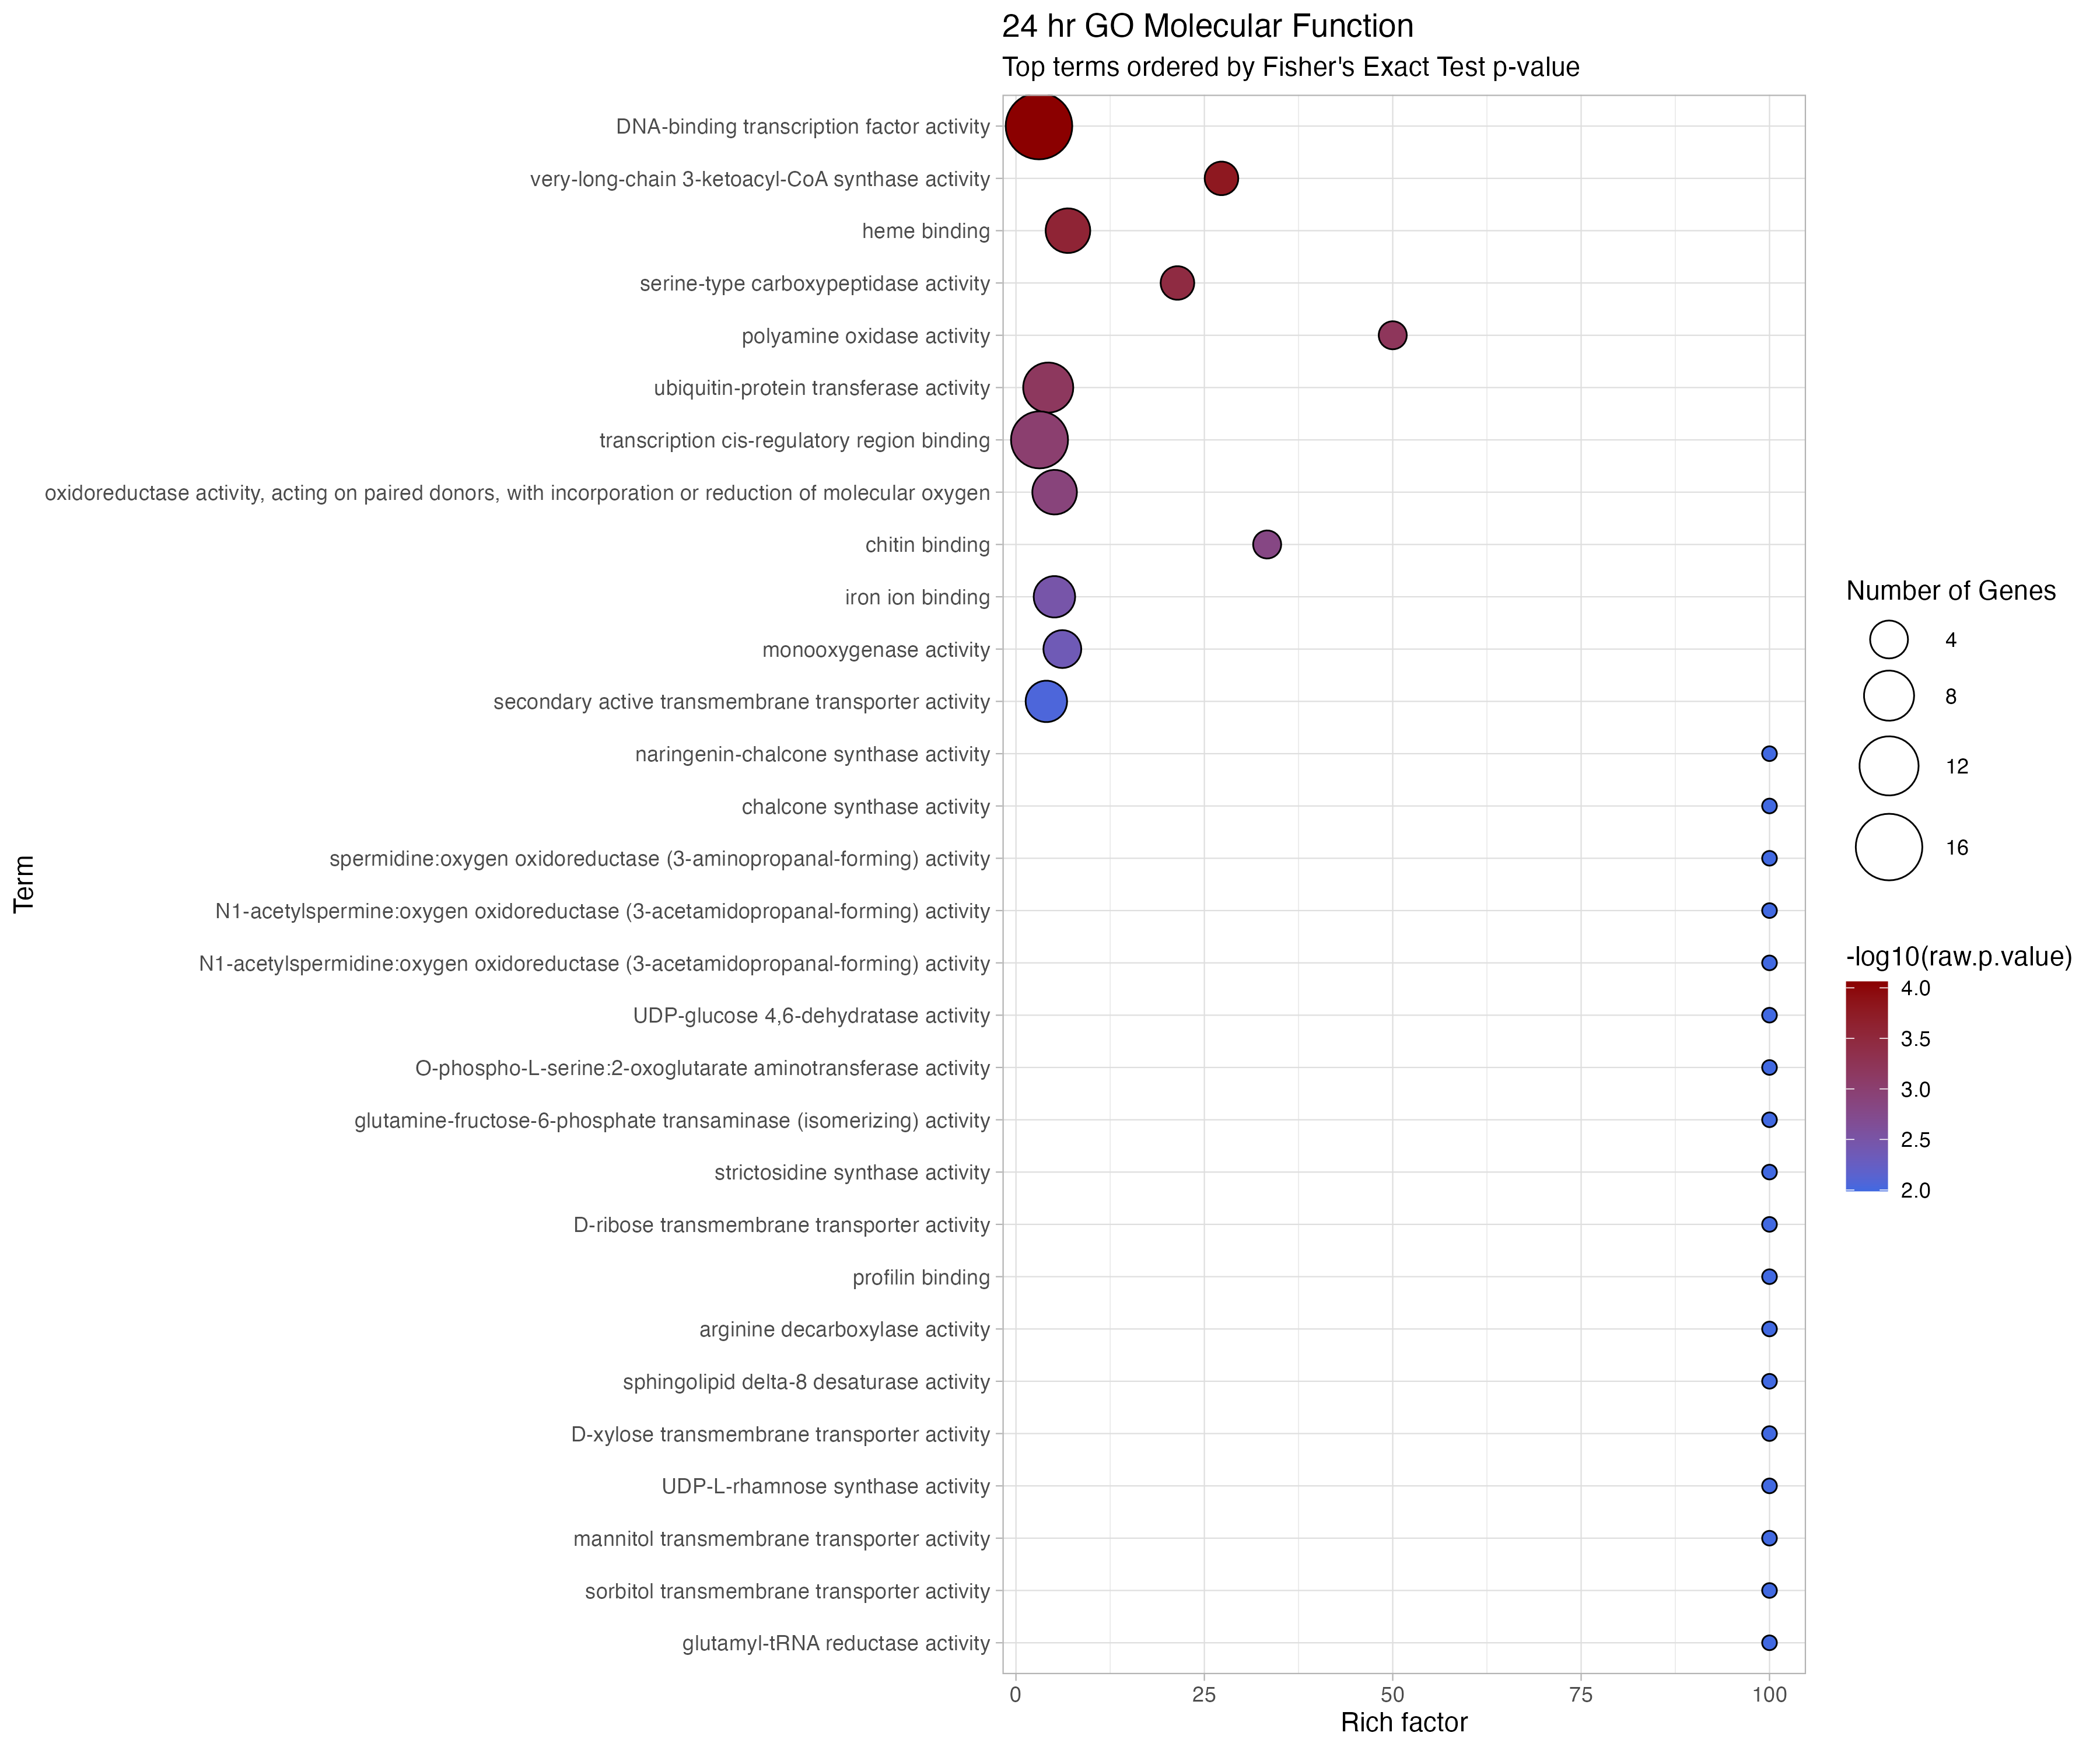 24 hr GO Molecular Function
Top terms ordered by Fisher's Exact Test p-value
Term
DNA-binding transcription factor activity
very-long-chain 3-ketoacyl-CoA synthase activity
heme binding
serine-type carboxypeptidase activity
polyamine oxidase activity
ubiquitin-protein transferase activity
transcription cis-regulatory region binding
oxidoreductase activity, acting on paired donors, with incorporation or reduction of molecular oxygen
chitin binding
iron ion binding
monooxygenase activity
secondary active transmembrane transporter activity
naringenin-chalcone synthase activity
chalcone synthase activity
spermidine:oxygen oxidoreductase (3-aminopropanal-forming) activity
N1-acetylspermine:oxygen oxidoreductase (3-acetamidopropanal-forming) activity
N1-acetylspermidine:oxygen oxidoreductase (3-acetamidopropanal-forming) activity
UDP-glucose 4,6-dehydratase activity
O-phospho-L-serine:2-oxoglutarate aminotransferase activity
glutamine-fructose-6-phosphate transaminase (isomerizing) activity
strictosidine synthase activity
D-ribose transmembrane transporter activity
profilin binding
arginine decarboxylase activity
sphingolipid delta-8 desaturase activity
D-xylose transmembrane transporter activity
UDP-L-rhamnose synthase activity
mannitol transmembrane transporter activity
sorbitol transmembrane transporter activity
glutamyl-tRNA reductase activity
0 25 50 75 100
Rich factor
Number of Genes
4
8
12
16
-log10(raw.p.value)
4.0
3.5
3.0
2.5
2.0